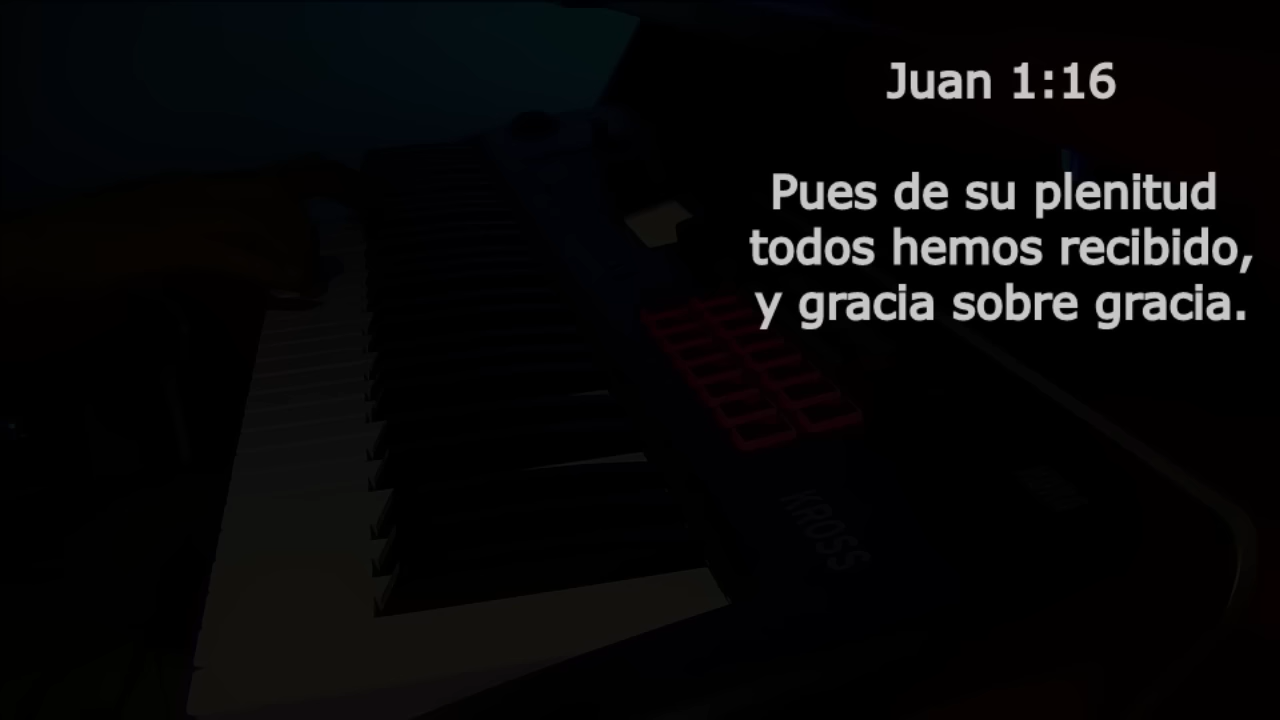 Juan 1:16
Pues de su plenitud
todos hemos recibido,
y gracia sobre gracia.
KROSS